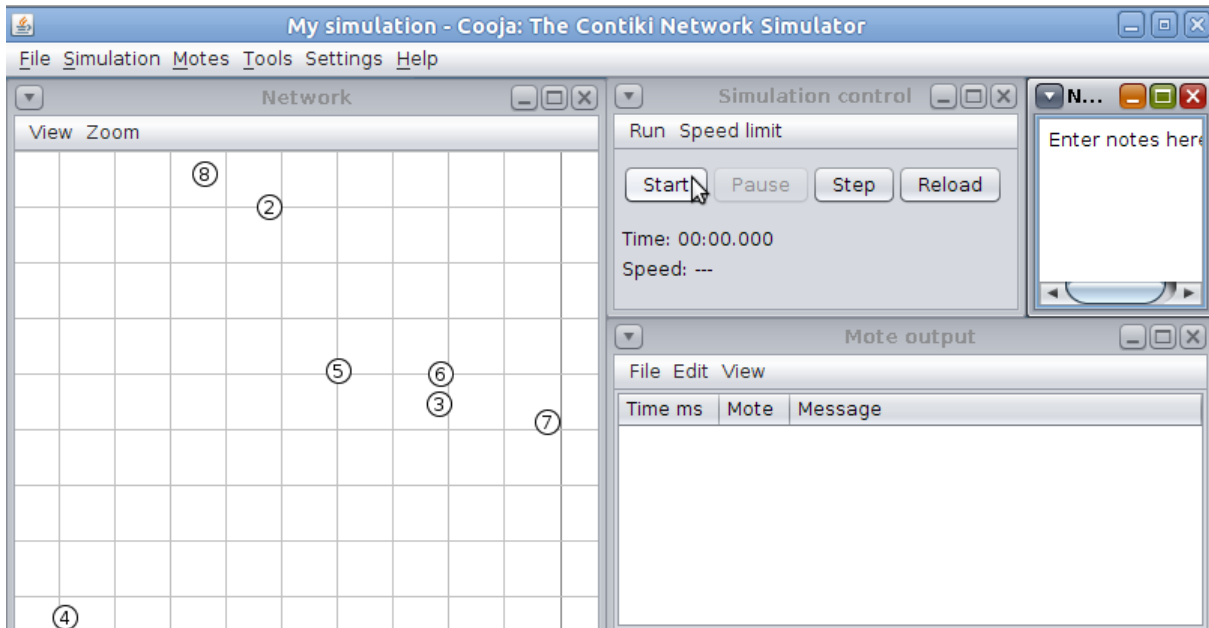 My simulation - Cooja: The Contiki Network Simulator
File Simulation Motes Tools Settings Help
Network
View Zoom
8
2
5
6
3
7
4
Simulation control
Run Speed limit
Start Pause Step Reload
Time: 00:00.000
Speed: ---
N...
Enter notes here
Mote output
File Edit View
Time ms Mote Message